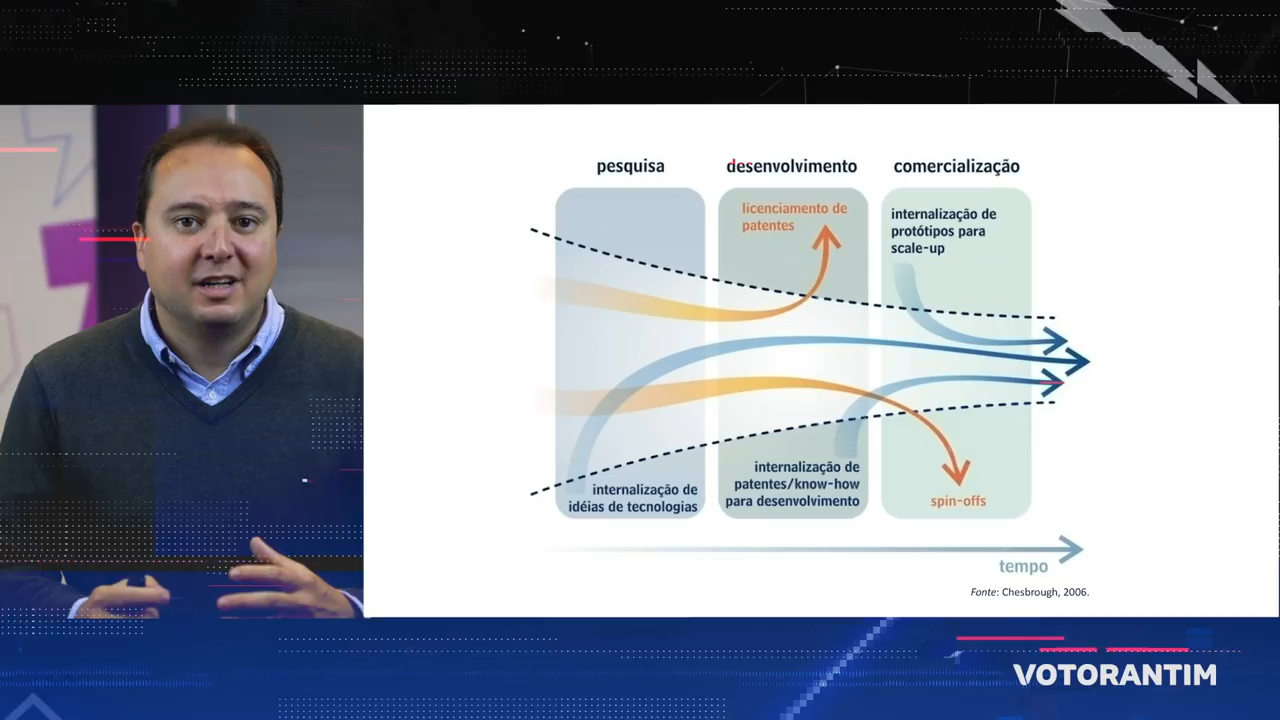 pesquisa
desenvolvimento
comercialização
licenciamento de
patentes
internalização de
protótipos para
scale-up
internalização de
idéias de tecnologias
internalização de
patentes/know-how
para desenvolvimento
spin-offs
tempo
Fonte: Chesbrough, 2006.
VOTORANTIM